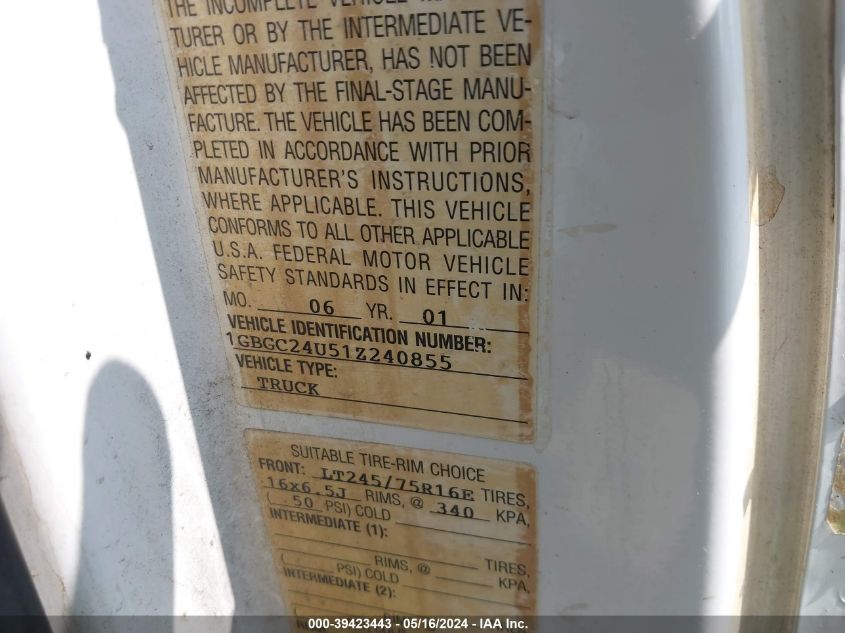 THE INCOMPLETE VEHICLE
TURER OR BY THE INTERMEDIATE VE-
HICLE MANUFACTURER, HAS NOT BEEN
AFFECTED BY THE FINAL-STAGE MANU-
FACTURE. THE VEHICLE HAS BEEN COM-
PLETED IN ACCORDANCE WITH PRIOR
MANUFACTURER'S INSTRUCTIONS,
WHERE APPLICABLE. THIS VEHICLE
CONFORMS TO ALL OTHER APPLICABLE
U.S.A. FEDERAL MOTOR VEHICLE
SAFETY STANDARDS IN EFFECT IN:
MO. 06 YR. 01
VEHICLE IDENTIFICATION NUMBER:
1GBGC24U51Z240855
VEHICLE TYPE:
TRUCK
SUITABLE TIRE-RIM CHOICE
FRONT: LT245/75R16E TIRES,
16x6.5J RIMS, @ 340 KPA,
( 50 PSI) COLD
INTERMEDIATE (1):
TIRES,
RIMS, @ KPA,
( PSI) COLD
INTERMEDIATE (2):
000-39423443 - 05/16/2024 - IAA Inc.